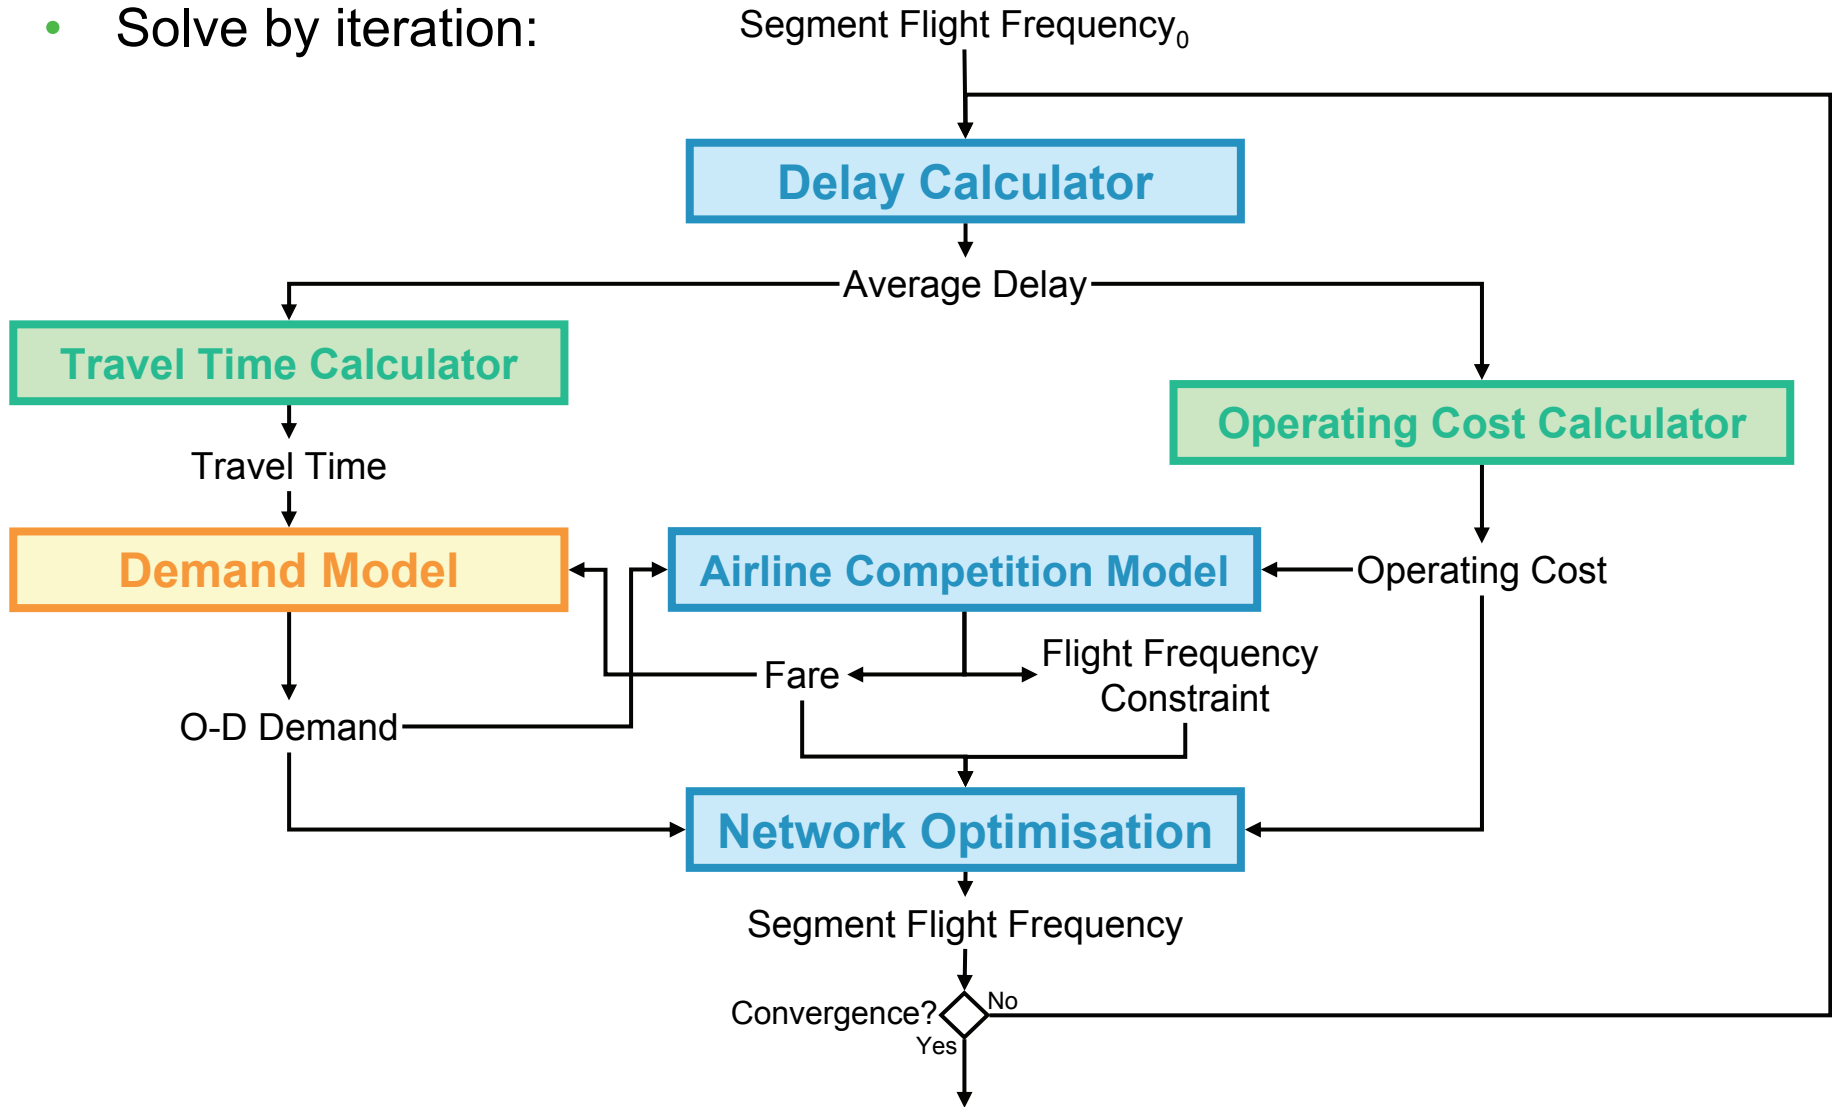 • Solve by iteration:
Segment Flight Frequency₀
Delay Calculator
Average Delay
Travel Time Calculator
Operating Cost Calculator
Travel Time
Demand Model
Airline Competition Model
Operating Cost
Fare
Flight Frequency
Constraint
O-D Demand
Network Optimisation
Segment Flight Frequency
Convergence?
No
Yes